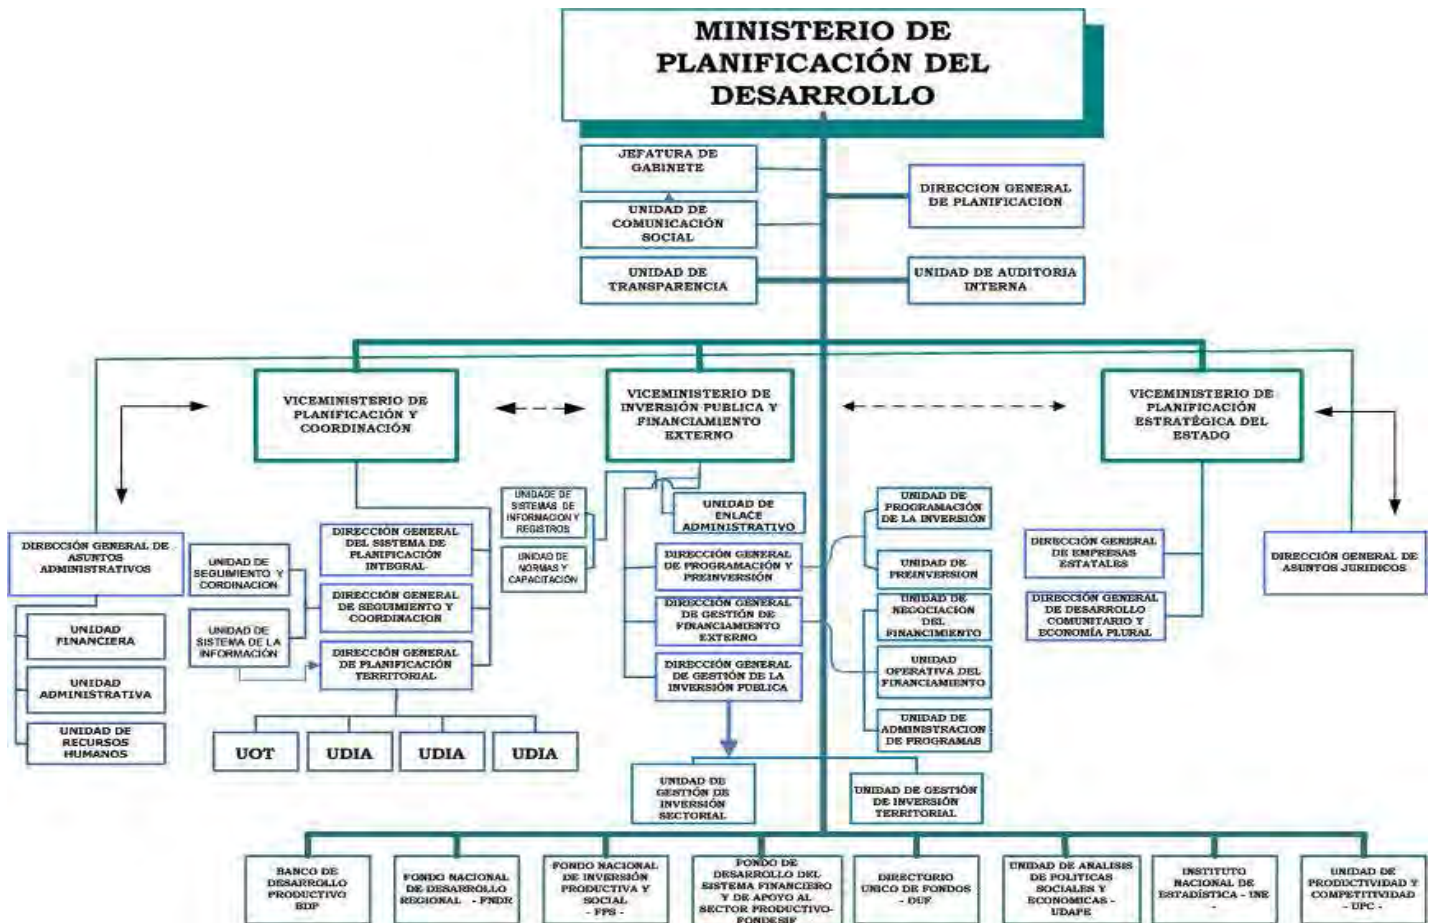 MINISTERIO DE
PLANIFICACIÓN DEL
DESARROLLO
JEFATURA DE
GABINETE
DIRECCION GENERAL
DE PLANIFICACION
UNIDAD DE
COMUNICACIÓN
SOCIAL
UNIDAD DE
TRANSPARENCIA
UNIDAD DE AUDITORIA
INTERNA
VICEMINISTERIO DE
PLANIFICACIÓN Y
COORDINACIÓN
VICEMINISTERIO DE
INVERSIÓN PUBLICA Y
FINANCIAMIENTO
EXTERNO
VICEMINISTERIO DE
PLANIFICACIÓN
ESTRATÉGICA DEL
ESTADO
DIRECCIÓN GENERAL DE
ASUNTOS
ADMINISTRATIVOS
UNIDAD
FINANCIERA
UNIDAD
ADMINISTRATIVA
UNIDAD DE
RECURSOS
HUMANOS
UNIDAD DE
SEGUIMIENTO Y
CORDINACION
UNIDAD DE
SISTEMA DE LA
INFORMACIÓN
DIRECCIÓN GENERAL
DEL SISTEMA DE
PLANIFICACIÓN
INTEGRAL
DIRECCIÓN GENERAL
DE SEGUIMIENTO Y
COORDINACION
DIRECCIÓN GENERAL
DE PLANIFICACIÓN
TERRITORIAL
UOT
UDIA
UDIA
UDIA
UNIDADE DE
SISTEMAS DE
INFORMACION Y
REGISTROS
UNIDAD DE
NORMAS Y
CAPACITACIÓN
UNIDAD DE
ENLACE
ADMINISTRATIVO
DIRECCIÓN GENERAL
DE PROGRAMACIÓN Y
PREINVERSIÓN
DIRECCIÓN GENERAL
DE GESTIÓN DE
FINANCIAMIENTO
EXTERNO
DIRECCIÓN GENERAL
DE GESTIÓN DE LA
INVERSIÓN PUBLICA
UNIDAD DE
PROGRAMACIÓN
DE LA INVERSIÓN
UNIDAD DE
PREINVERSION
UNIDAD DE
NEGOCIACION
DEL
FINANCIMIENTO
UNIDAD
OPERATIVA DEL
FINANCIAMIENTO
UNIDAD DE
ADMINISTRACION
DE PROGRAMAS
UNIDAD DE
GESTIÓN DE
INVERSIÓN
SECTORIAL
UNIDAD DE GESTIÓN
DE INVERSIÓN
TERRITORIAL
DIRECCIÓN GENERAL
DE EMPRESAS
ESTATALES
DIRECCIÓN GENERAL
DE DESARROLLO
COMUNITARIO Y
ECONOMÍA PLURAL
DIRECCIÓN GENERAL DE
ASUNTOS JURIDICOS
BANCO DE
DESARROLLO
PRODUCTIVO
BDP
FONDO NACIONAL
DE DESARROLLO
REGIONAL - FNDR
FONDO NACIONAL
DE INVERSIÓN
PRODUCTIVA Y
SOCIAL
- FPS -
FONDO DE
DESARROLLO DEL
SISTEMA FINANCIERO
Y DE APOYO AL
SECTOR PRODUCTIVO-
FONDESIF
DIRECTORIO
UNICO DE FONDOS
- DUF
UNIDAD DE ANALISIS
DE POLITICAS
SOCIALES Y
ECONOMICAS -
UDAPE
INSTITUTO
NACIONAL DE
ESTADÍSTICA - INE
-
UNIDAD DE
PRODUCTIVIDAD Y
COMPETITVIDAD
- UPC -